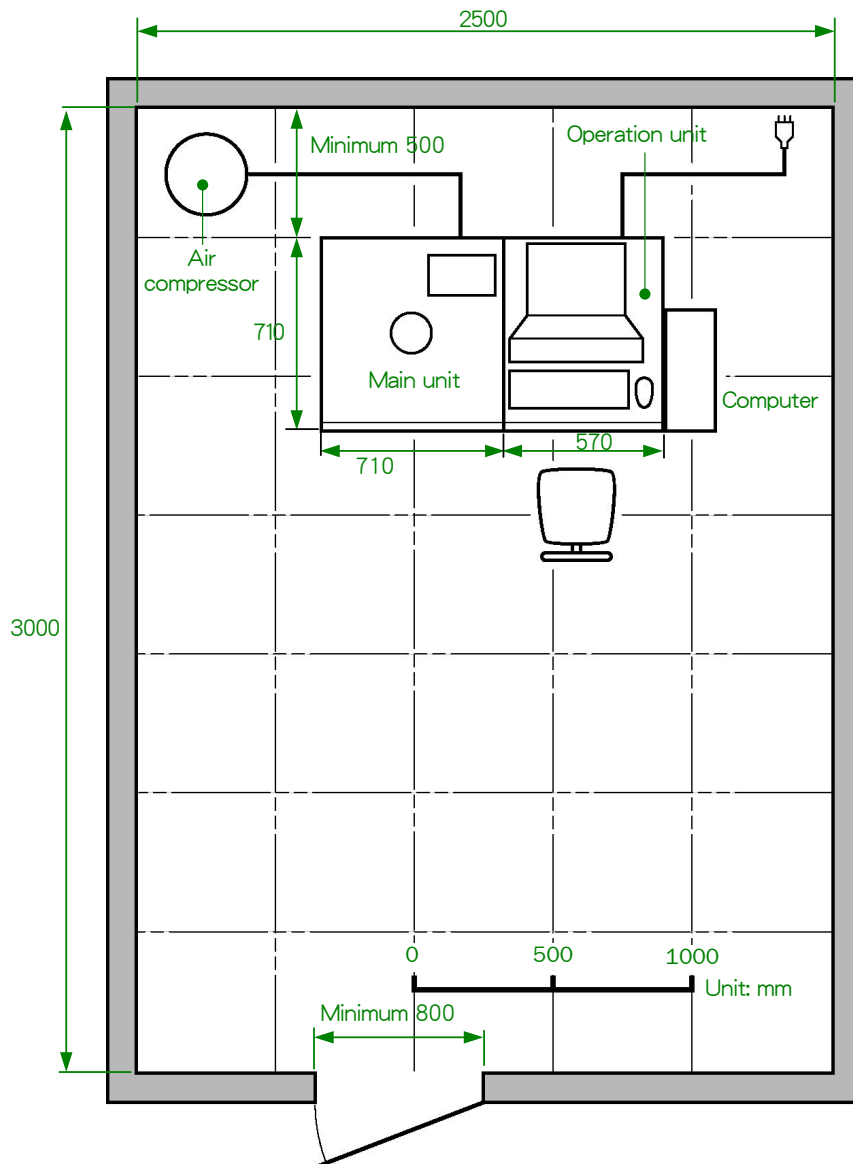 2500
Minimum 500
Operation unit
Air
compressor
710
Main unit
Computer
710
570
3000
0
500
1000
Unit: mm
Minimum 800